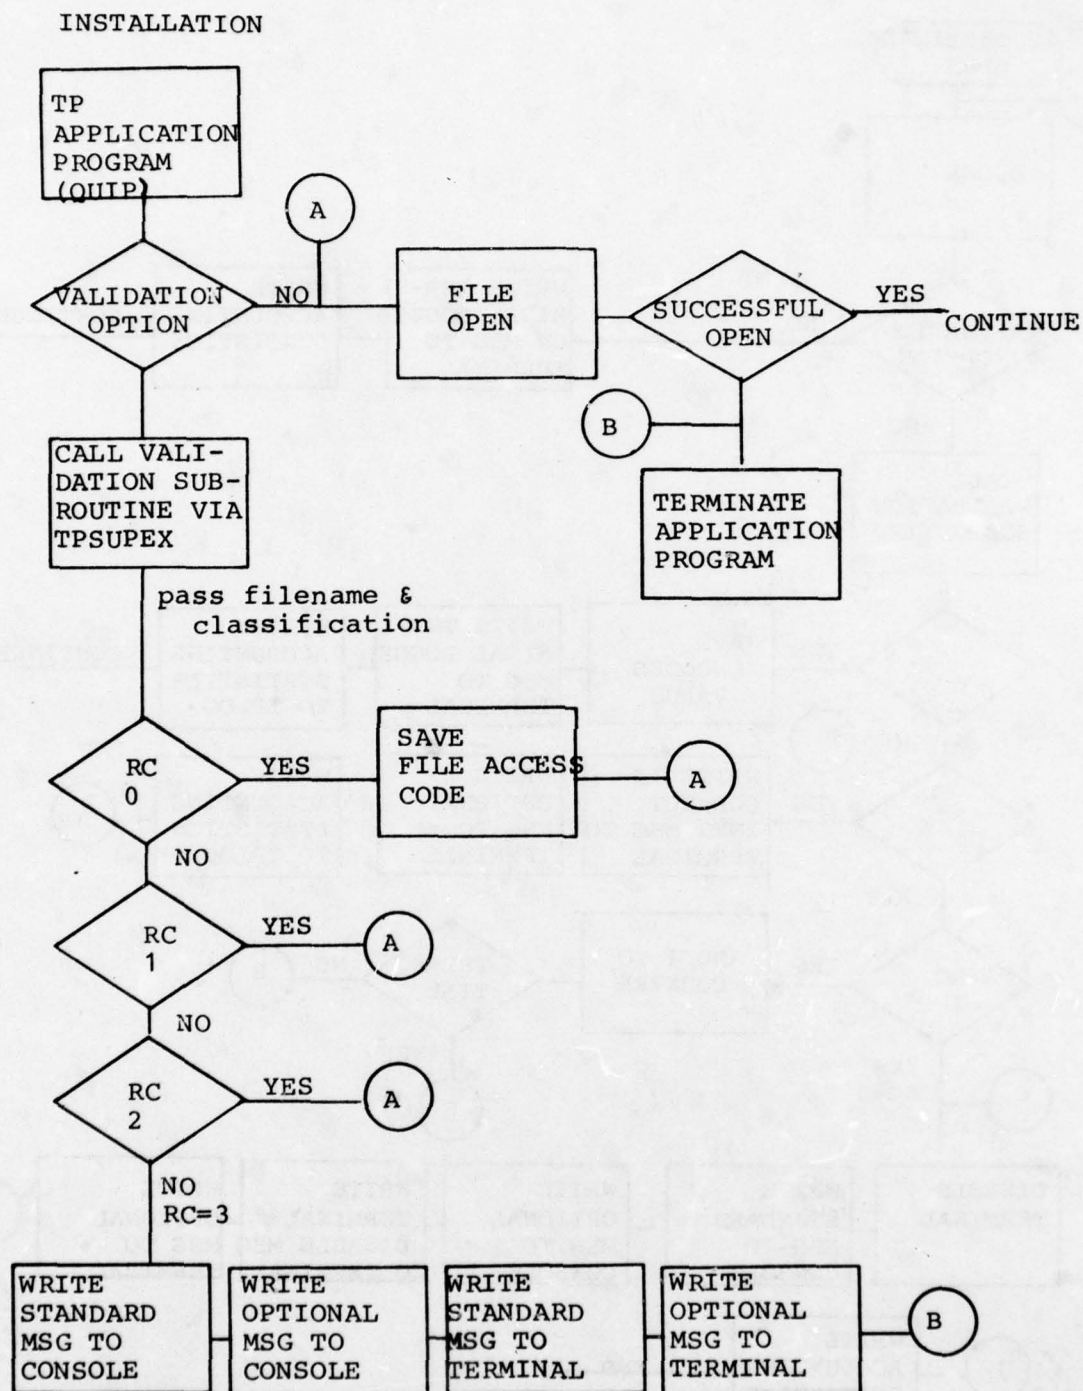 INSTALLATION
TP
APPLICATION
PROGRAM
(QUIP)
A
VALIDATION
OPTION
NO
FILE
OPEN
SUCCESSFUL
OPEN
YES
CONTINUE
B
TERMINATE
APPLICATION
PROGRAM
CALL VALI-
DATION SUB-
ROUTINE VIA
TPSUPEX
pass filename &
classification
RC
0
YES
SAVE
FILE ACCESS
CODE
A
NO
RC
1
YES
A
NO
RC
2
YES
A
NO
RC=3
WRITE
STANDARD
MSG TO
CONSOLE
WRITE
OPTIONAL
MSG TO
CONSOLE
WRITE
STANDARD
MSG TO
TERMINAL
WRITE
OPTIONAL
MSG TO
TERMINAL
B